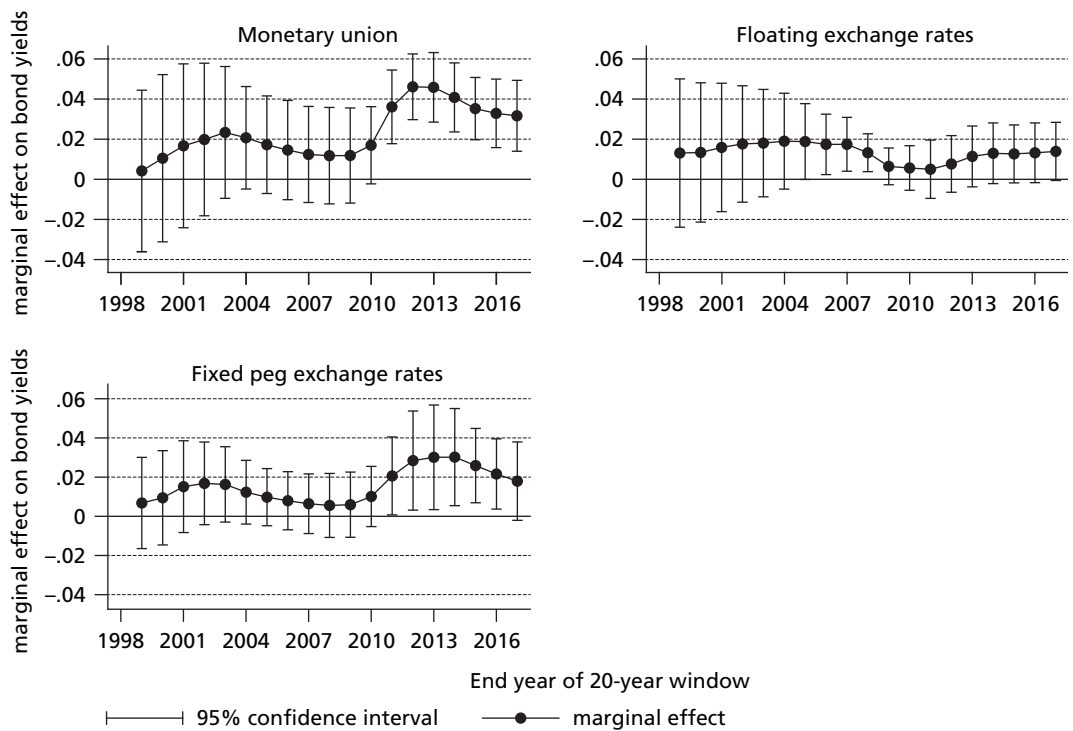 Monetary union
marginal effect on bond yields
.06
.04
.02
0
−.02
−.04
1998 2001 2004 2007 2010 2013 2016
Floating exchange rates
.06
.04
.02
0
−.02
−.04
1998 2001 2004 2007 2010 2013 2016
Fixed peg exchange rates
marginal effect on bond yields
.06
.04
.02
0
−.02
−.04
1998 2001 2004 2007 2010 2013 2016
End year of 20-year window
95% confidence interval marginal effect